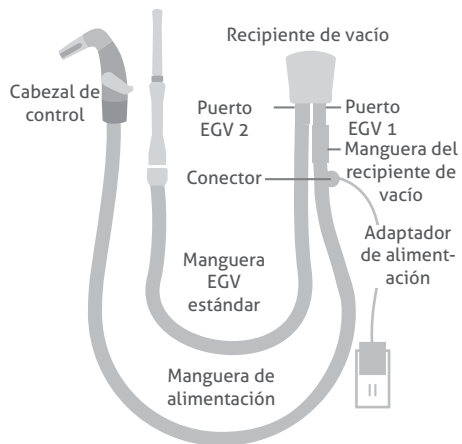 Recipiente de vacío
Cabezal de
control
Puerto
EGV 2
Puerto
EGV 1
Manguera del
recipiente de
vacío
Conector
Adaptador
de aliment-
ación
Manguera
EGV
estándar
Manguera de
alimentación